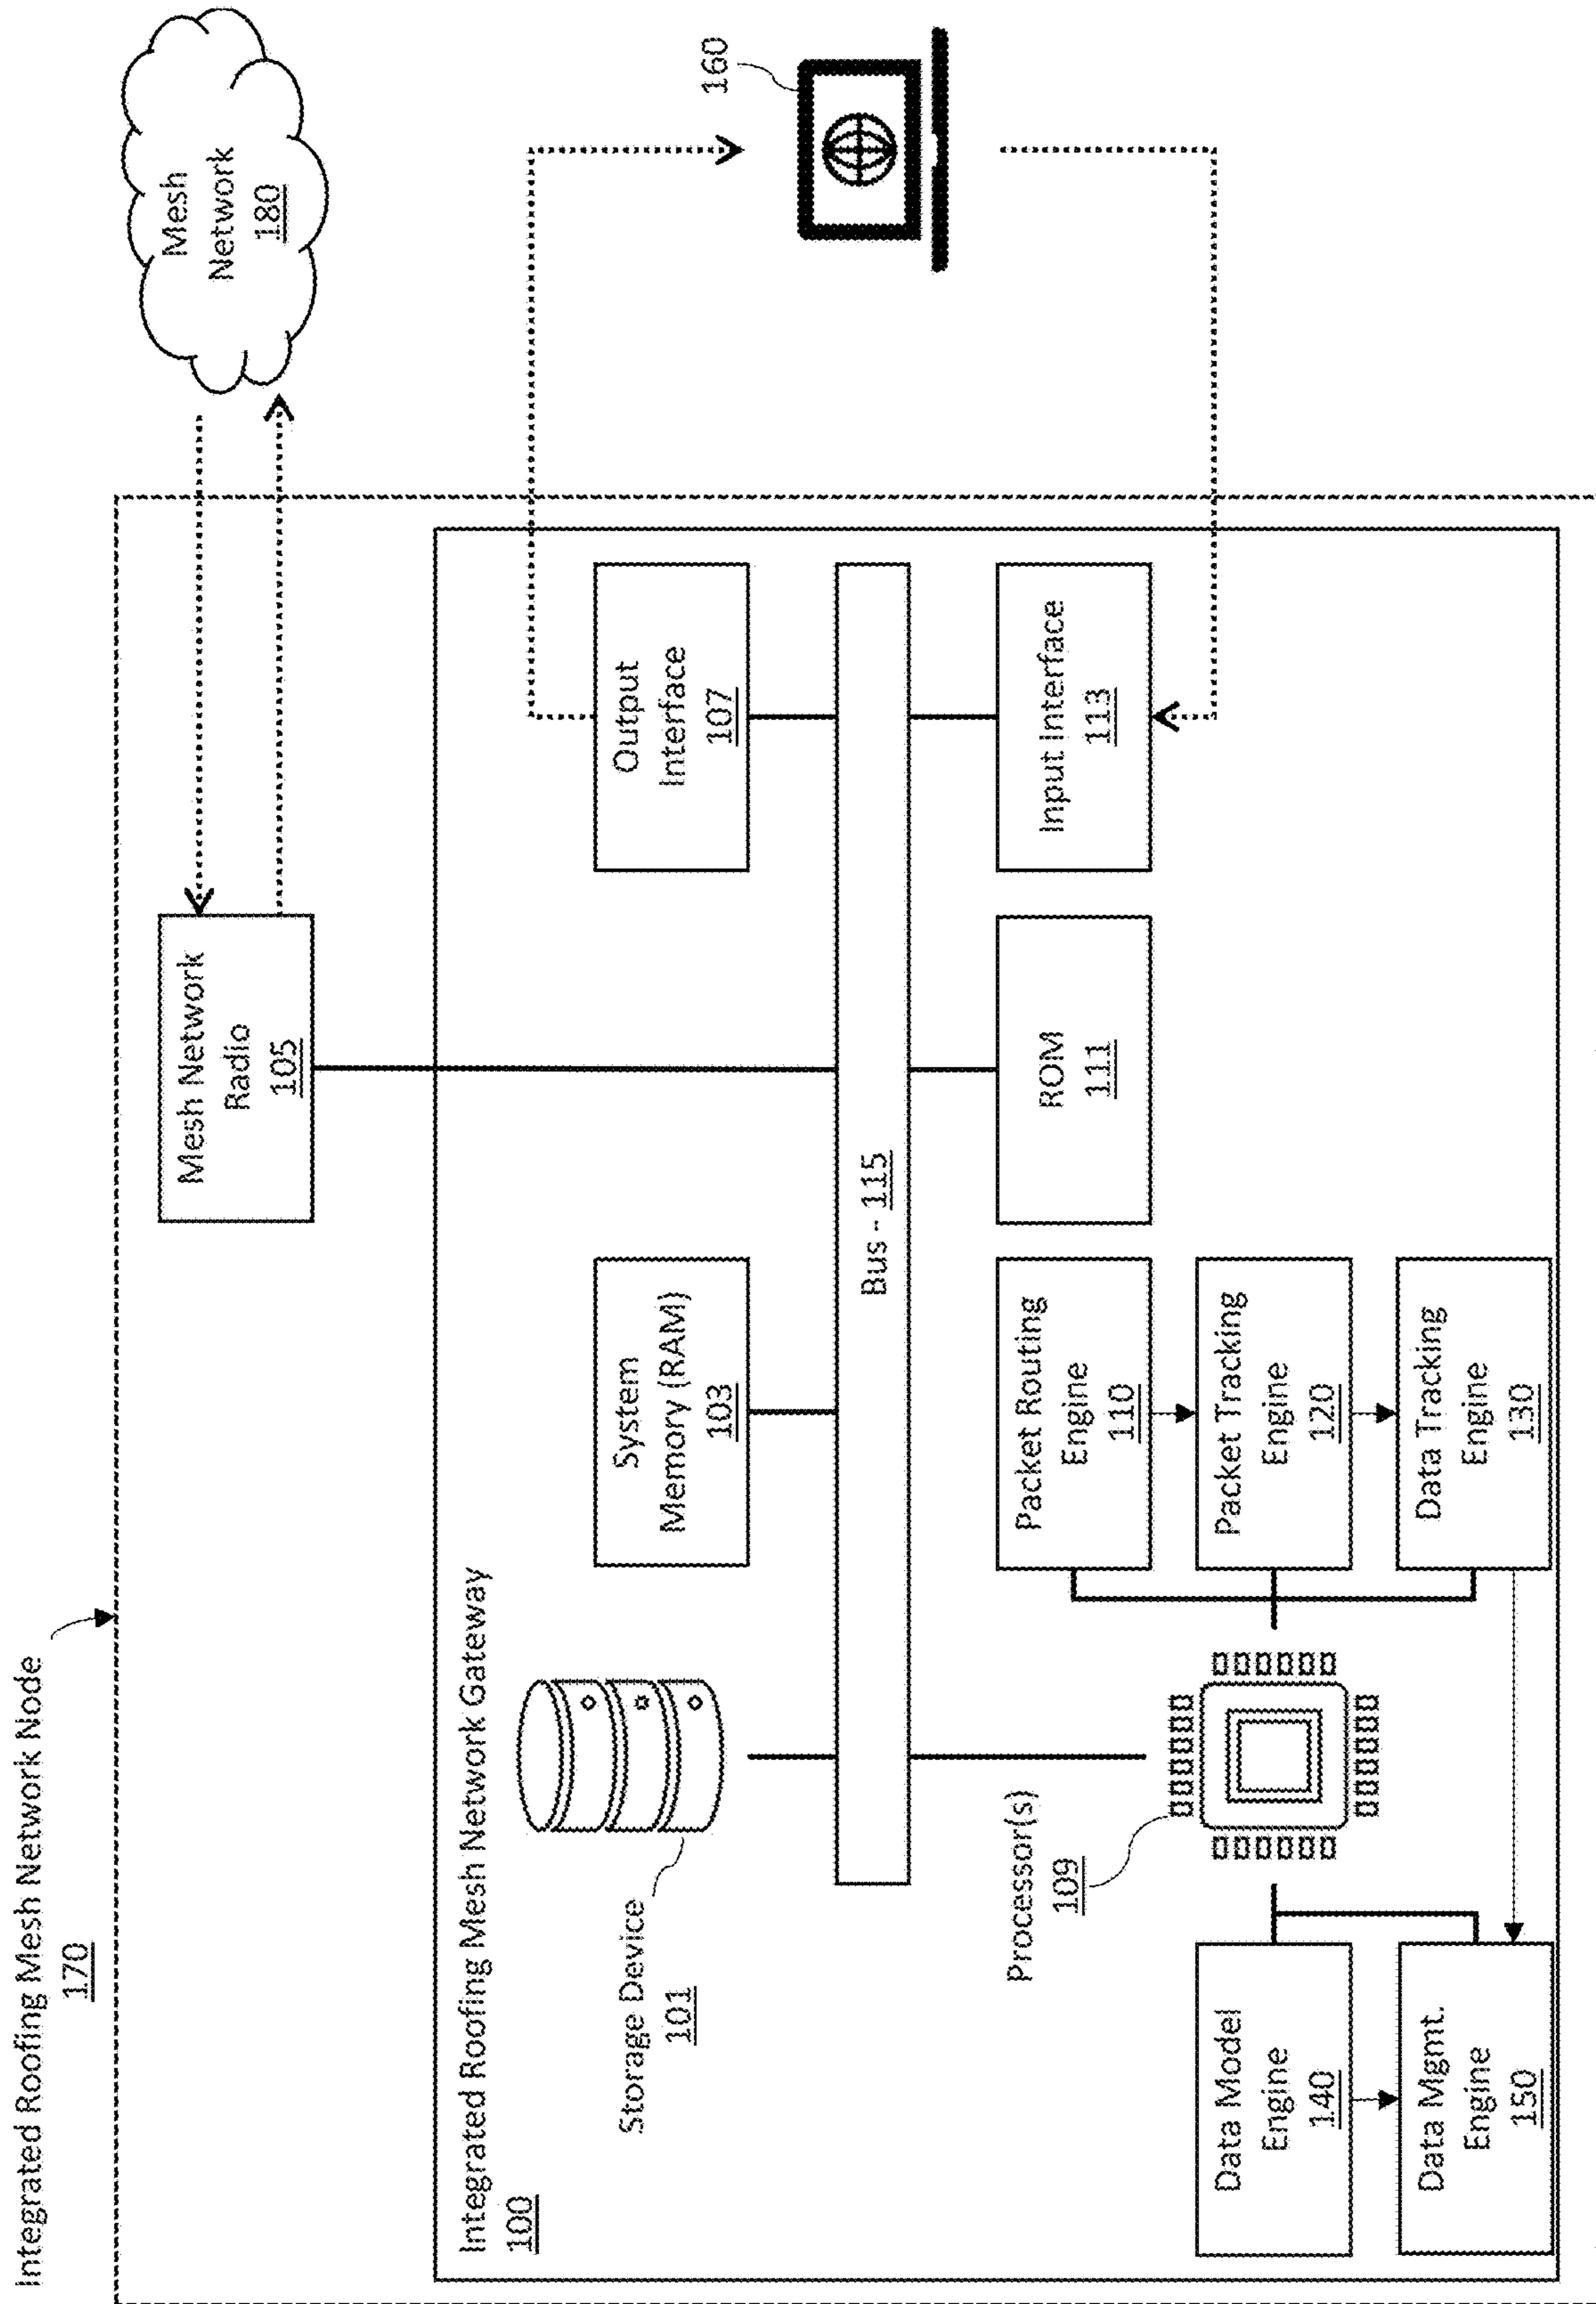 Integrated Roofing Mesh Network Node
170
Mesh
Network
180
Mesh Network
Radio
105
160
Integrated Roofing Mesh Network Gateway
100
Storage Device
101
System
Memory (RAM)
103
Output
Interface
107
Bus - 115
Processor(s)
109
Packet Routing
Engine
110
ROM
111
Input Interface
113
Data Model
Engine
140
Packet Tracking
Engine
120
Data Mgmt.
Engine
150
Data Tracking
Engine
130